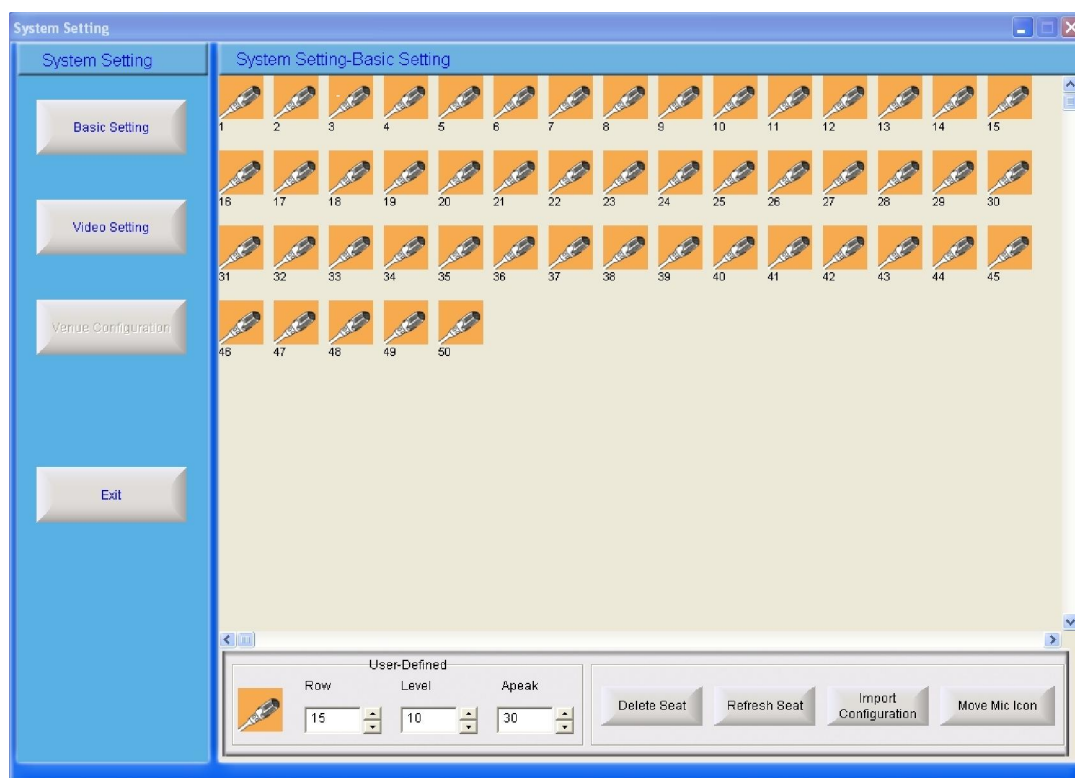 System Setting
System Setting
System Setting-Basic Setting
Basic Setting
Video Setting
Venue Configuration
Exit
1 2 3 4 5 6 7 8 9 10 11 12 13 14 15
16 17 18 19 20 21 22 23 24 25 26 27 28 29 30
31 32 33 34 35 36 37 38 39 40 41 42 43 44 45
46 47 48 49 50
User-Defined
Row Level Apeak
15 10 30
Delete Seat
Refresh Seat
Import
Configuration
Move Mic Icon